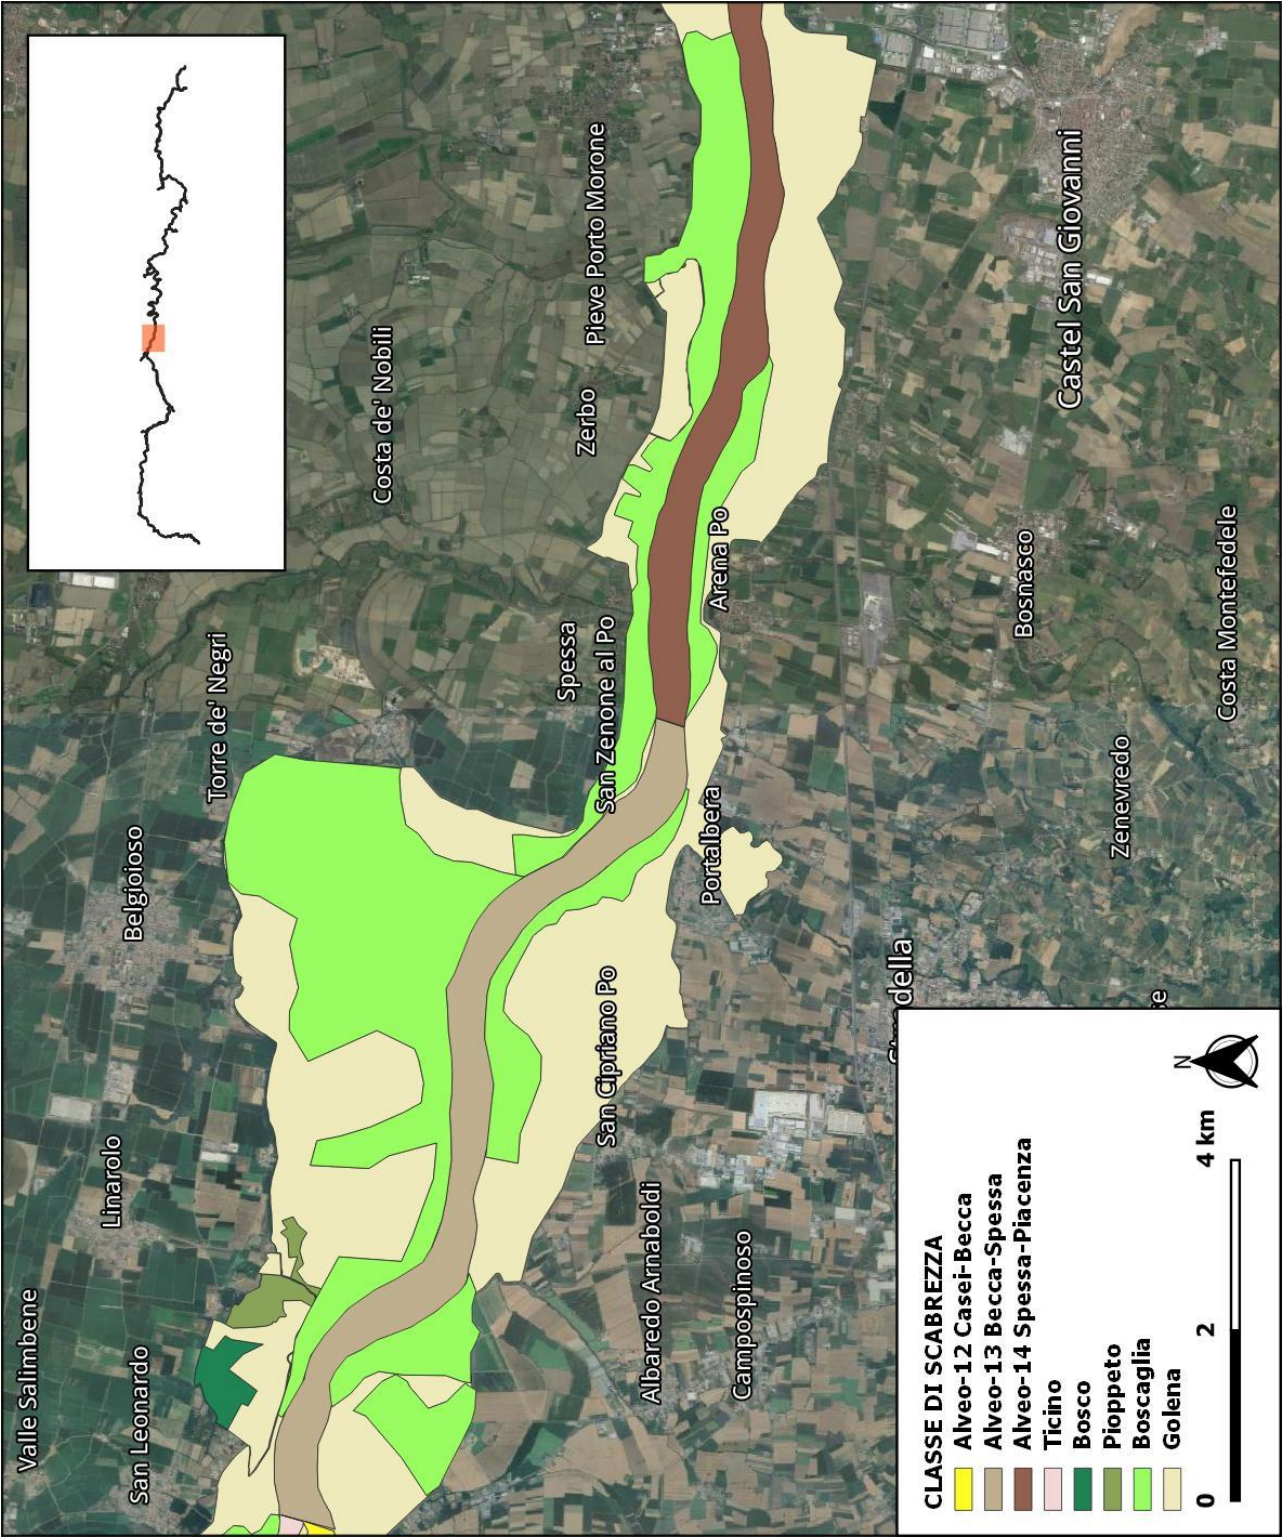 Valle Salimbene
San Leonardo
Linarolo
Belgioioso
Torre de' Negri
Costa de' Nobili
Spessa
San Zenone al Po
Zerbo
Pieve Porto Morone
Arena Po
Portalbera
San Cipriano Po
Albaredo Arnaboldi
Campospinoso
Castel San Giovanni
Bosnasco
Zenevredo
Costa Montefedele
della
se
CLASSE DI SCABREZZA
Alveo-12 Casei-Becca
Alveo-13 Becca-Spessa
Alveo-14 Spessa-Piacenza
Ticino
Bosco
Pioppeto
Boscaglia
Golena
N
0 2 4 km